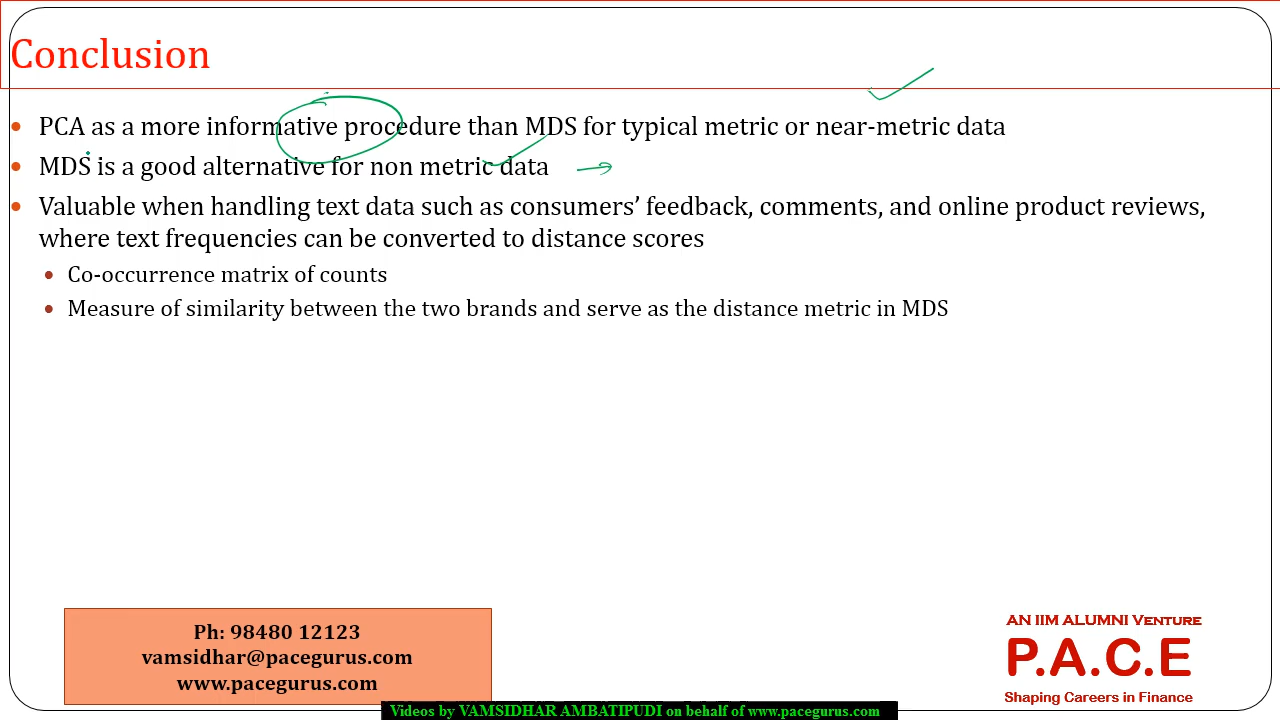 Conclusion
PCA as a more informative procedure than MDS for typical metric or near-metric data
MDS is a good alternative for non metric data
Valuable when handling text data such as consumers’ feedback, comments, and online product reviews,
where text frequencies can be converted to distance scores
Co-occurrence matrix of counts
Measure of similarity between the two brands and serve as the distance metric in MDS
Ph: 98480 12123
vamsidhar@pacegurus.com
www.pacegurus.com
AN IIM ALUMNI VENTURE
P.A.C.E
Shaping Careers in Finance
Videos by VAMSIDHAR AMBATIPUDI on behalf of www.pacegurus.com